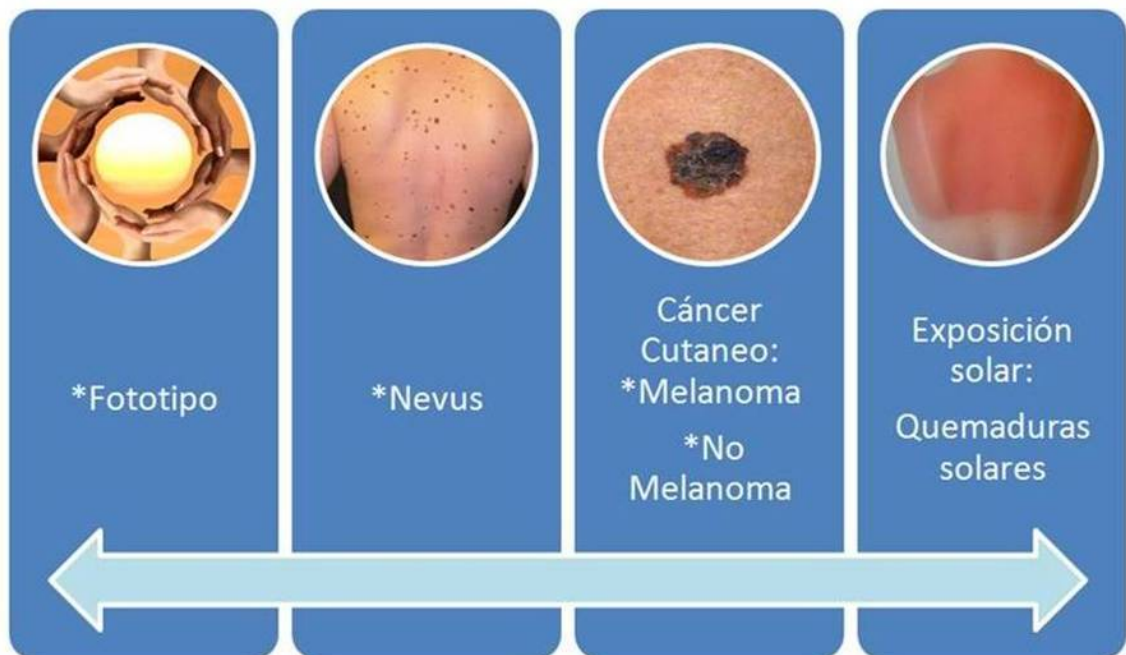 *Fototipo
*Nevus
Cáncer
Cutaneo:
*Melanoma
*No
Melanoma
Exposición
solar:
Quemaduras
solares